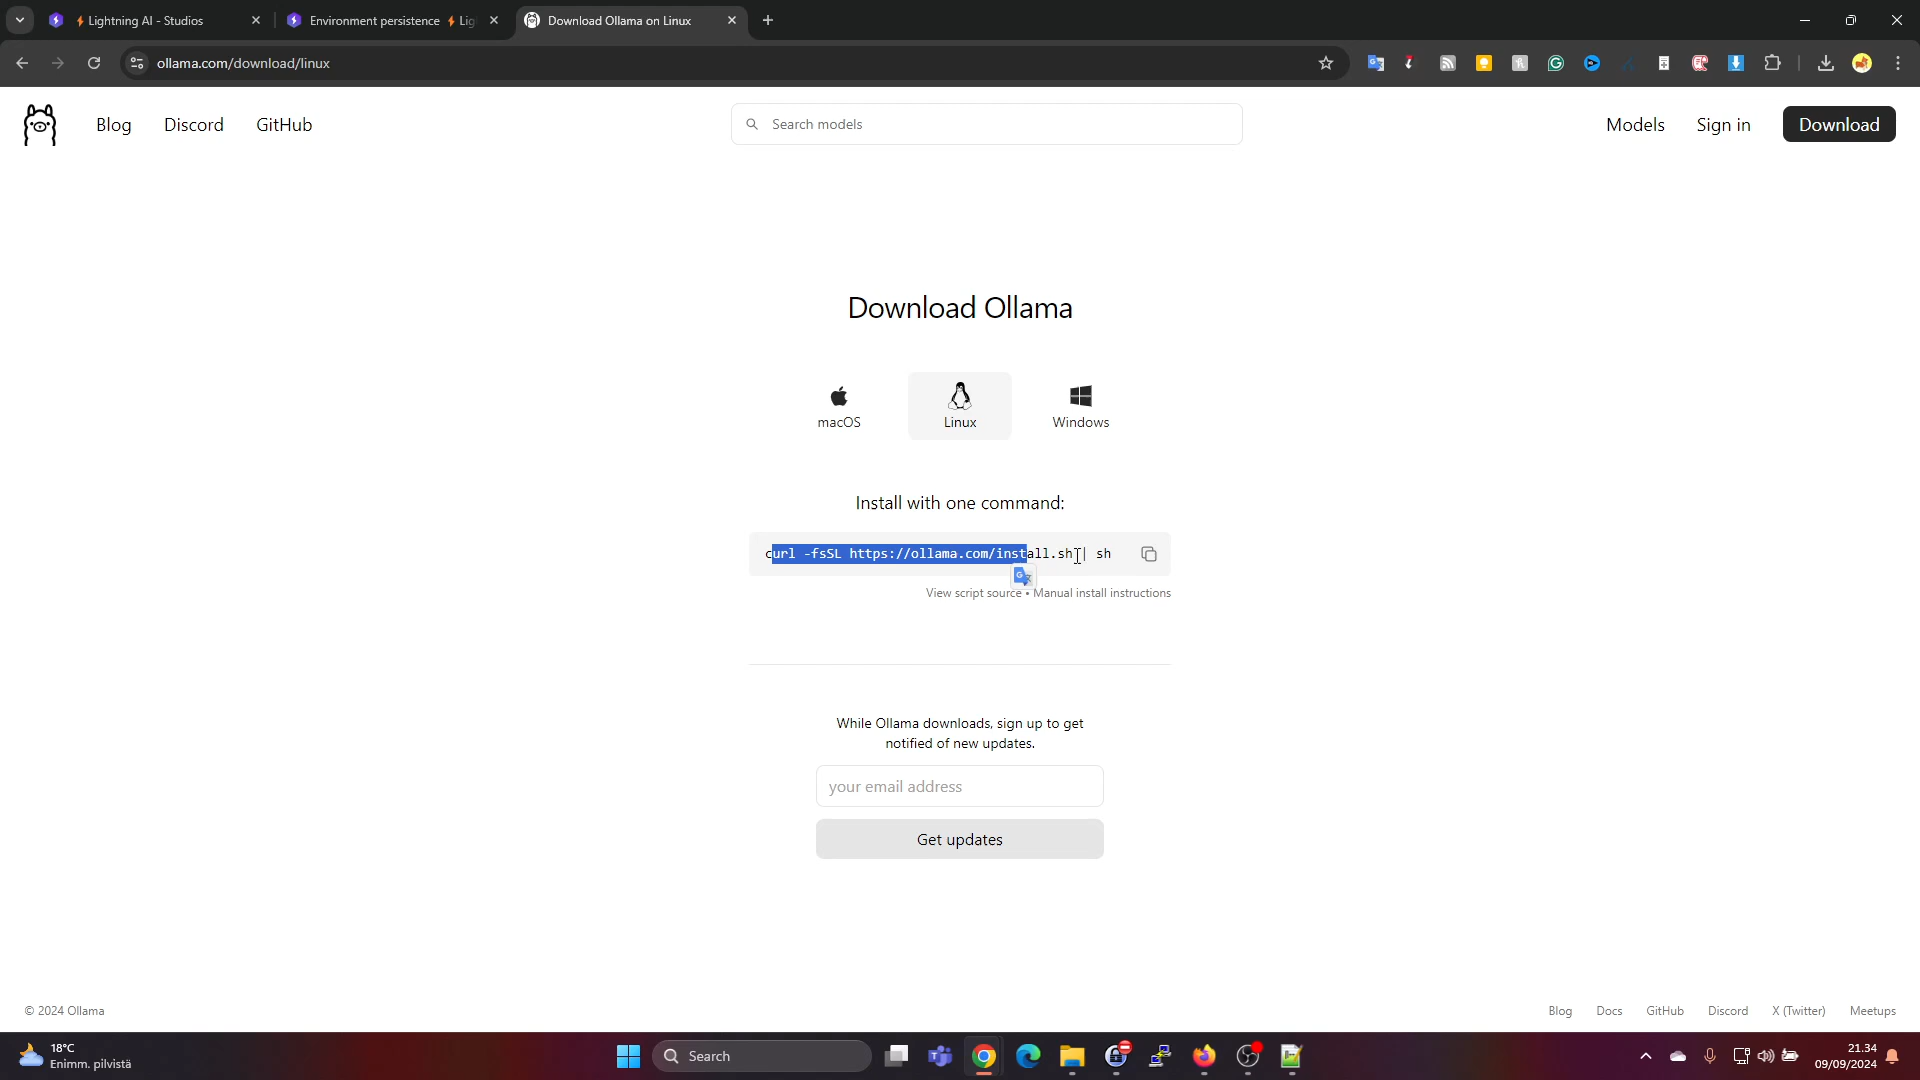 Lightning AI - Studios
Environment persistence
Lig
Download Ollama on Linux
ollama.com/download/linux
Blog
Discord
GitHub
Search models
Models
Sign in
Download
Download Ollama
macOS
Linux
Windows
Install with one command:
curl -fsSL https://ollama.com/install.sh | sh
View script source • Manual install instructions
While Ollama downloads, sign up to get
notified of new updates.
your email address
Get updates
© 2024 Ollama
Blog
Docs
GitHub
Discord
X (Twitter)
Meetups
18°C
Enimm. pilvistä
Search
21.34
09/09/2024